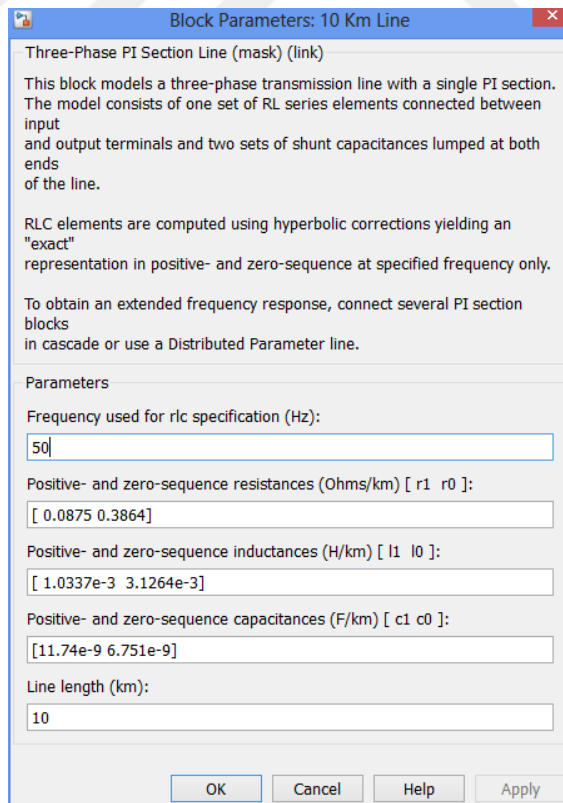 Block Parameters: 10 Km Line
Three-Phase PI Section Line (mask) (link)
This block models a three-phase transmission line with a single PI section.
The model consists of one set of RL series elements connected between
input
and output terminals and two sets of shunt capacitances lumped at both
ends
of the line.
RLC elements are computed using hyperbolic corrections yielding an
"exact"
representation in positive- and zero-sequence at specified frequency only.
To obtain an extended frequency response, connect several PI section
blocks
in cascade or use a Distributed Parameter line.
Parameters
Frequency used for rlc specification (Hz):
50
Positive- and zero-sequence resistances (Ohms/km) [ r1 r0 ]:
[ 0.0875 0.3864]
Positive- and zero-sequence inductances (H/km) [ l1 l0 ]:
[ 1.0337e-3 3.1264e-3]
Positive- and zero-sequence capacitances (F/km) [ c1 c0 ]:
[11.74e-9 6.751e-9]
Line length (km):
10
OK Cancel Help Apply